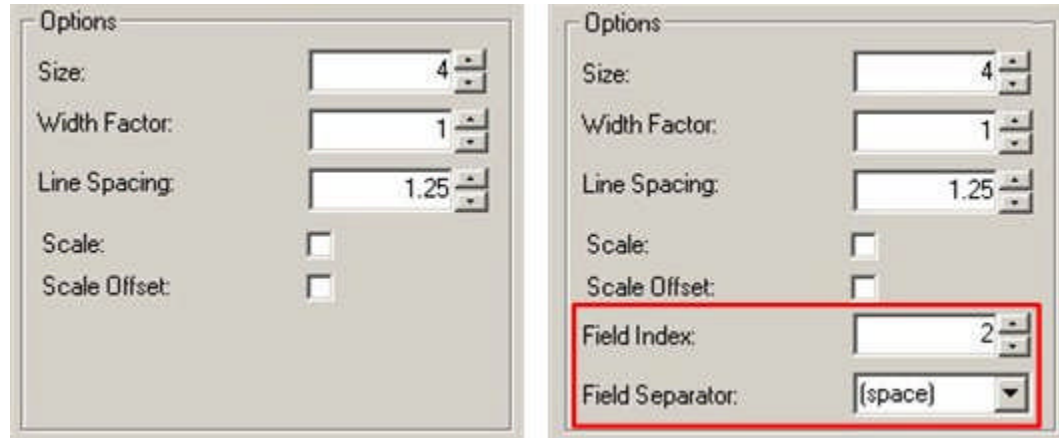 Options
Size: 4
Width Factor: 1
Line Spacing: 1.25
Scale:
Scale Offset:
Options
Size: 4
Width Factor: 1
Line Spacing: 1.25
Scale:
Scale Offset:
Field Index: 2
Field Separator: (space)